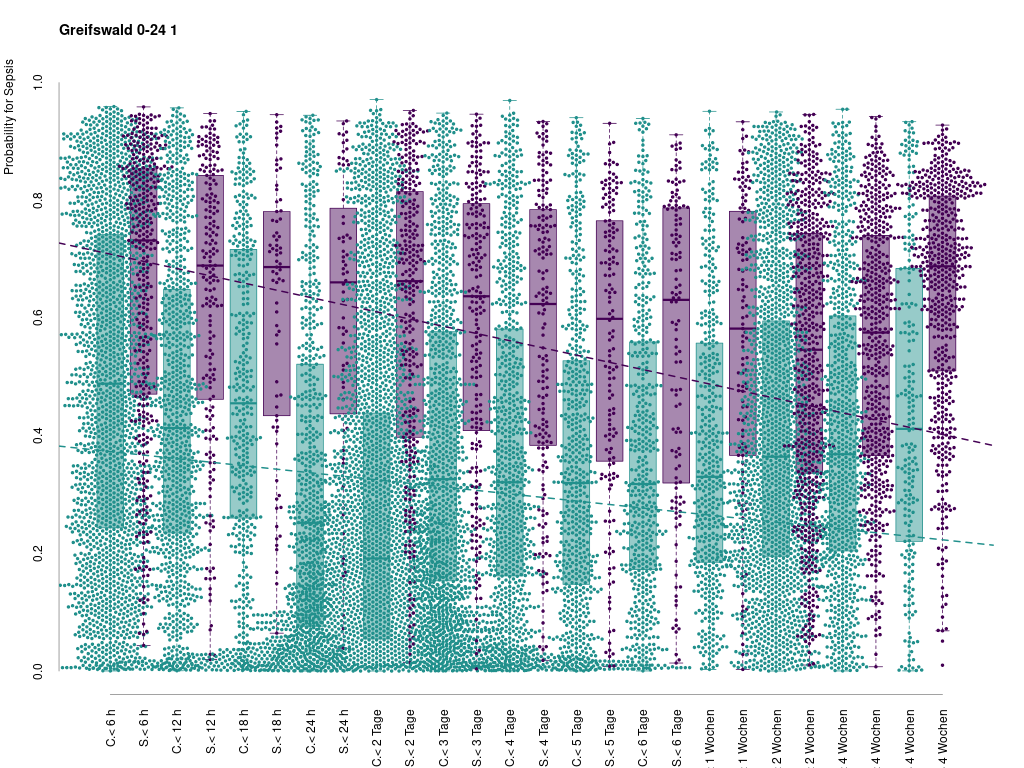 Greifswald 0-24 1
Probability for Sepsis
1.0
0.8
0.6
0.4
0.2
0.0
C.< 6 h
S.< 6 h
C.< 12 h
S.< 12 h
C.< 18 h
S.< 18 h
C.< 24 h
S.< 24 h
C.< 2 Tage
S.< 2 Tage
C.< 3 Tage
S.< 3 Tage
C.< 4 Tage
S.< 4 Tage
C.< 5 Tage
S.< 5 Tage
C.< 6 Tage
S.< 6 Tage
1 Wochen
1 Wochen
2 Wochen
2 Wochen
4 Wochen
4 Wochen
4 Wochen
4 Wochen